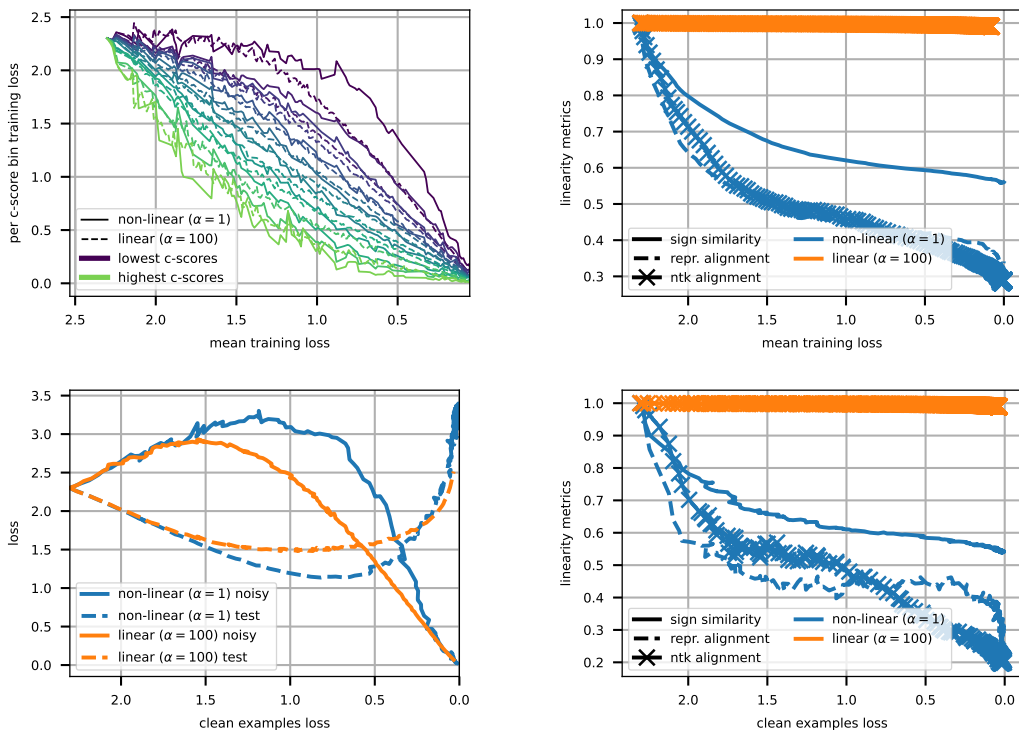 2.5
2.0
1.5
1.0
0.5
0.0
per c-score bin training loss
non-linear (α = 1)
linear (α = 100)
lowest c-scores
highest c-scores
2.5 2.0 1.5 1.0 0.5
mean training loss
1.0
0.9
0.8
0.7
0.6
0.5
0.4
0.3
linearity metrics
sign similarity
repr. alignment
ntk alignment
non-linear (α = 1)
linear (α = 100)
2.0 1.5 1.0 0.5 0.0
mean training loss
3.5
3.0
2.5
2.0
1.5
1.0
0.5
0.0
loss
non-linear (α = 1) noisy
non-linear (α = 1) test
linear (α = 100) noisy
linear (α = 100) test
2.0 1.5 1.0 0.5 0.0
clean examples loss
1.0
0.9
0.8
0.7
0.6
0.5
0.4
0.3
0.2
linearity metrics
sign similarity
repr. alignment
ntk alignment
non-linear (α = 1)
linear (α = 100)
2.0 1.5 1.0 0.5 0.0
clean examples loss